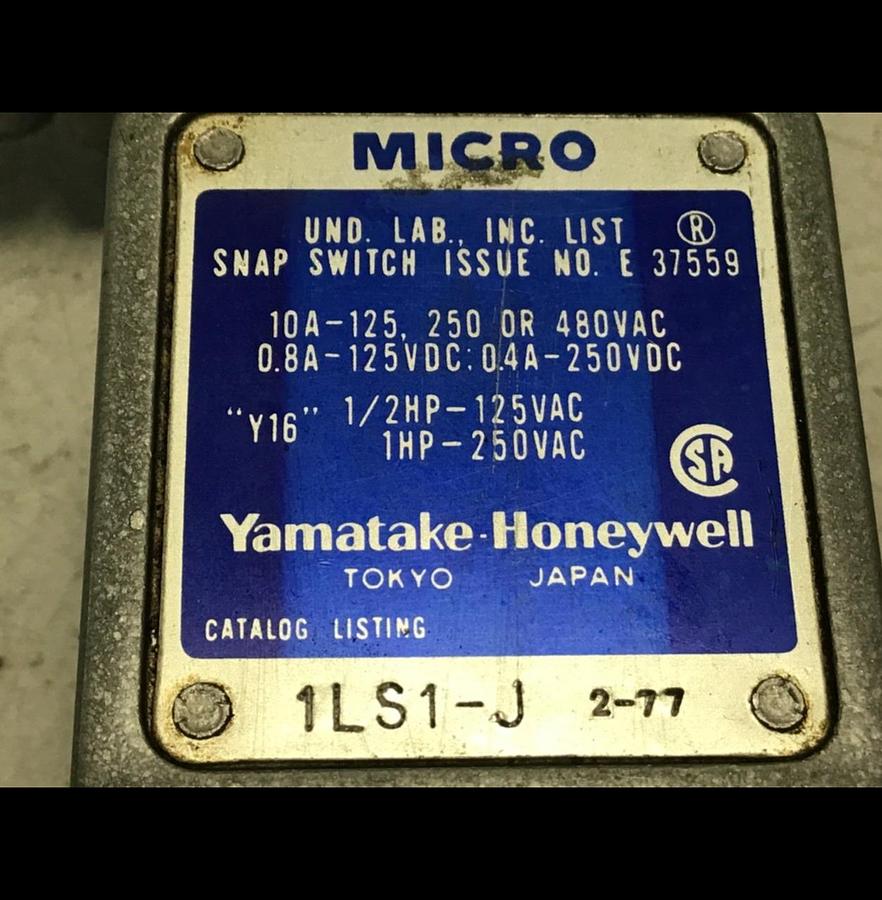 MICRO
UND. LAB., INC. LIST ®
SNAP SWITCH ISSUE NO. E 37559
10A-125, 250 OR 480VAC
0.8A-125VDC; 0.4A-250VDC
"Y16" 1/2HP-125VAC
1HP-250VAC
SA
Yamatake-Honeywell
TOKYO JAPAN
CATALOG LISTING
1LS1-J 2-77